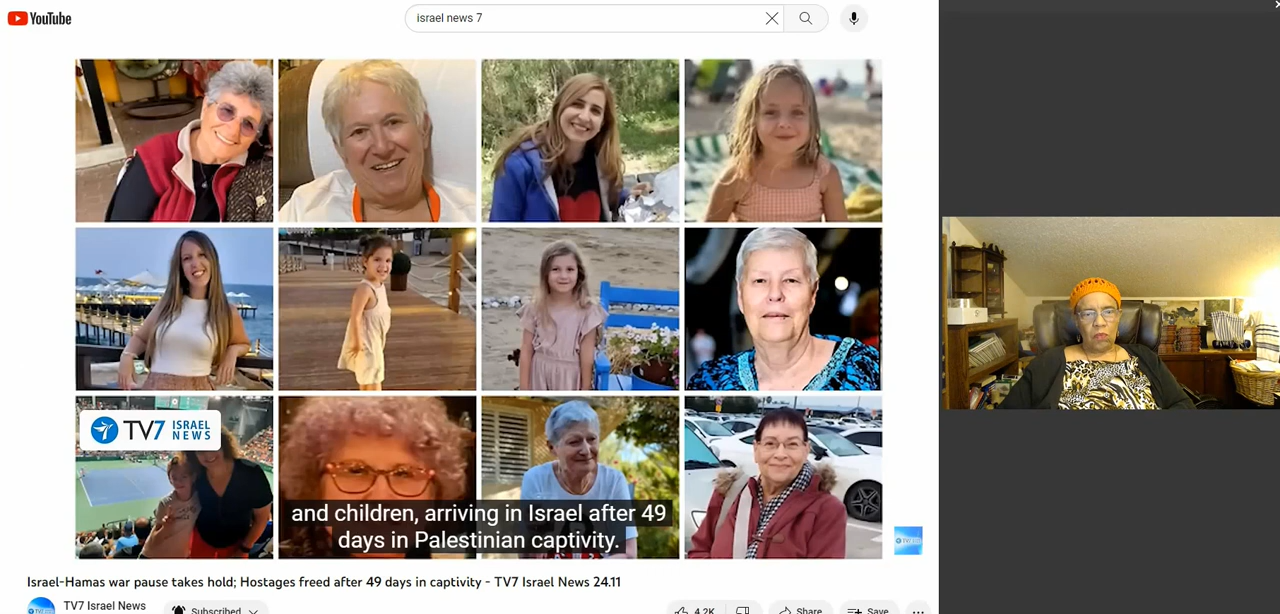 YouTube
israel news 7
TV7 ISRAEL
NEWS
and children, arriving in Israel after 49
days in Palestinian captivity.
Israel-Hamas war pause takes hold; Hostages freed after 49 days in captivity - TV7 Israel News 24.11
TV7 Israel News
Subscribed
4.2K
Share
Save